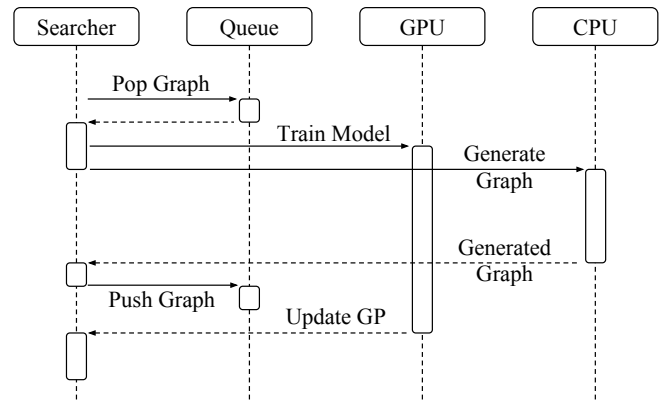 Searcher Queue GPU CPU
Pop Graph
Train Model
Generate
Graph
Generated
Graph
Push Graph
Update GP